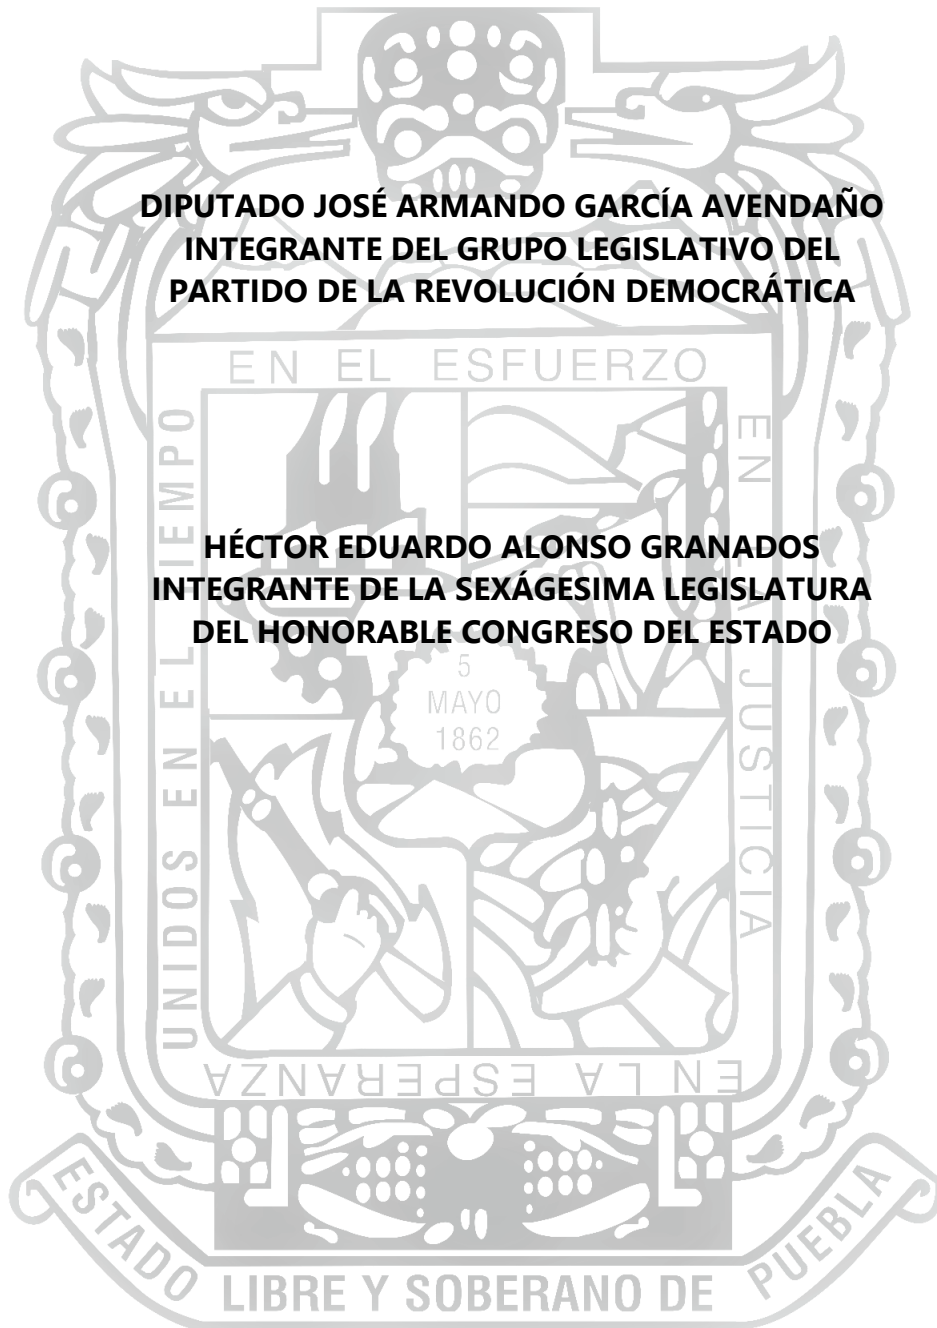 DIPUTADO JOSÉ ARMANDO GARCÍA AVENDAÑO
INTEGRANTE DEL GRUPO LEGISLATIVO DEL
PARTIDO DE LA REVOLUCIÓN DEMOCRÁTICA
EN EL ESFUERZO
HÉCTOR EDUARDO ALONSO GRANADOS
INTEGRANTE DE LA SEXÁGESIMA LEGISLATURA
DEL HONORABLE CONGRESO DEL ESTADO
EN LA JUSTICIA
5
MAYO
1862
UNIDOS EN EL TIEMPO
EN LA ESPERANZA
ESTADO LIBRE Y SOBERANO DE PUEBLA